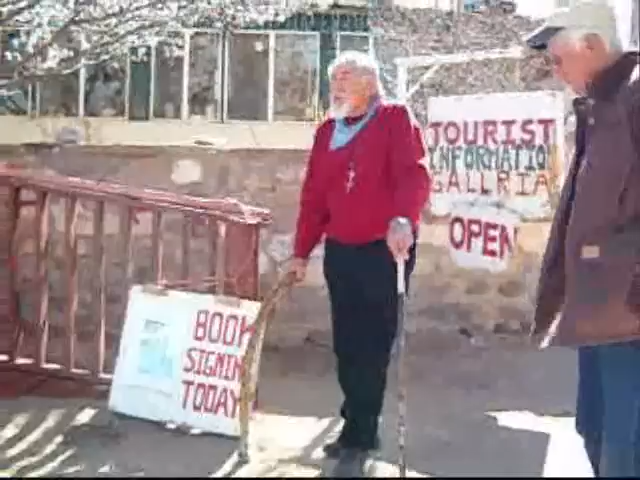 TOURIST
INFORMATIO
GALLRIA
OPEN
BOOK
SIGNIN
TODAY